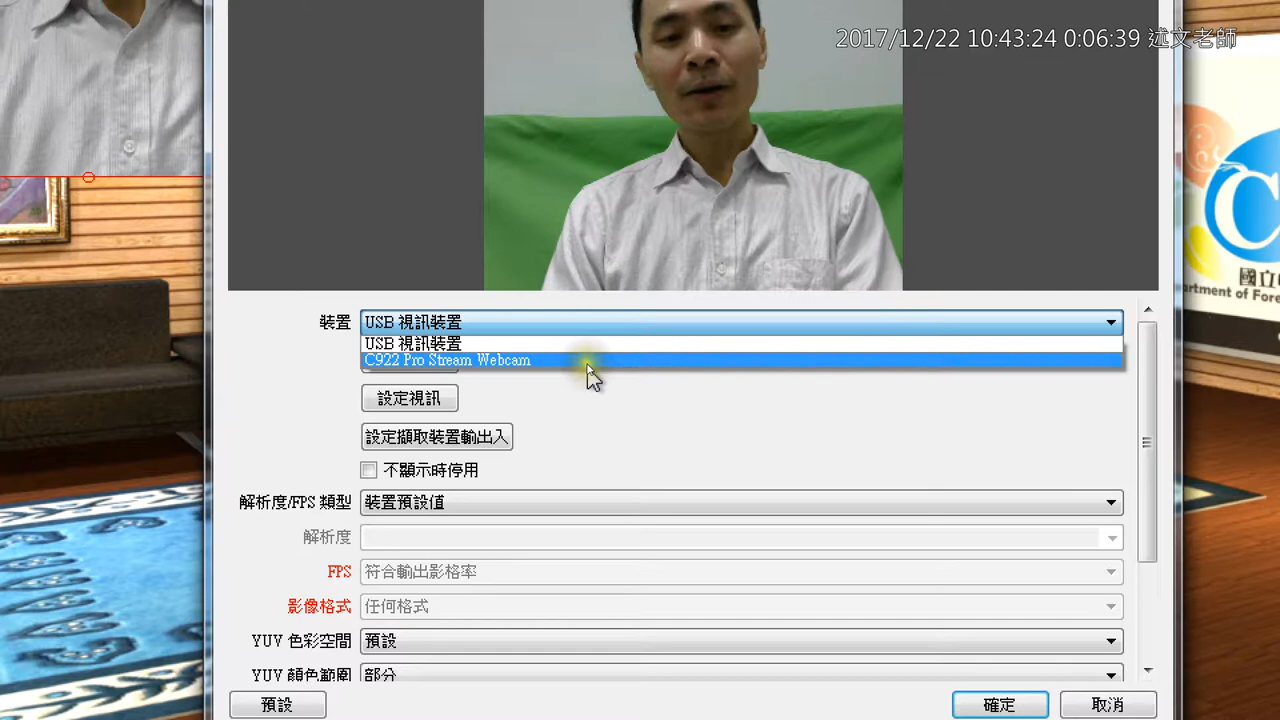 2017/12/22 10:43:24 0:06:39 述文老師
C
國立中
artment of Fore
裝置 USB 視訊裝置
USB 視訊裝置
C922 Pro Stream Webcam
設定視訊
設定擷取裝置輸出入
不顯示時停用
解析度/FPS 類型 裝置預設值
解析度
FPS 符合輸出影格率
影像格式 任何格式
YUV 色彩空間 預設
YUV 顏色範圍 部分
預設 確定 取消